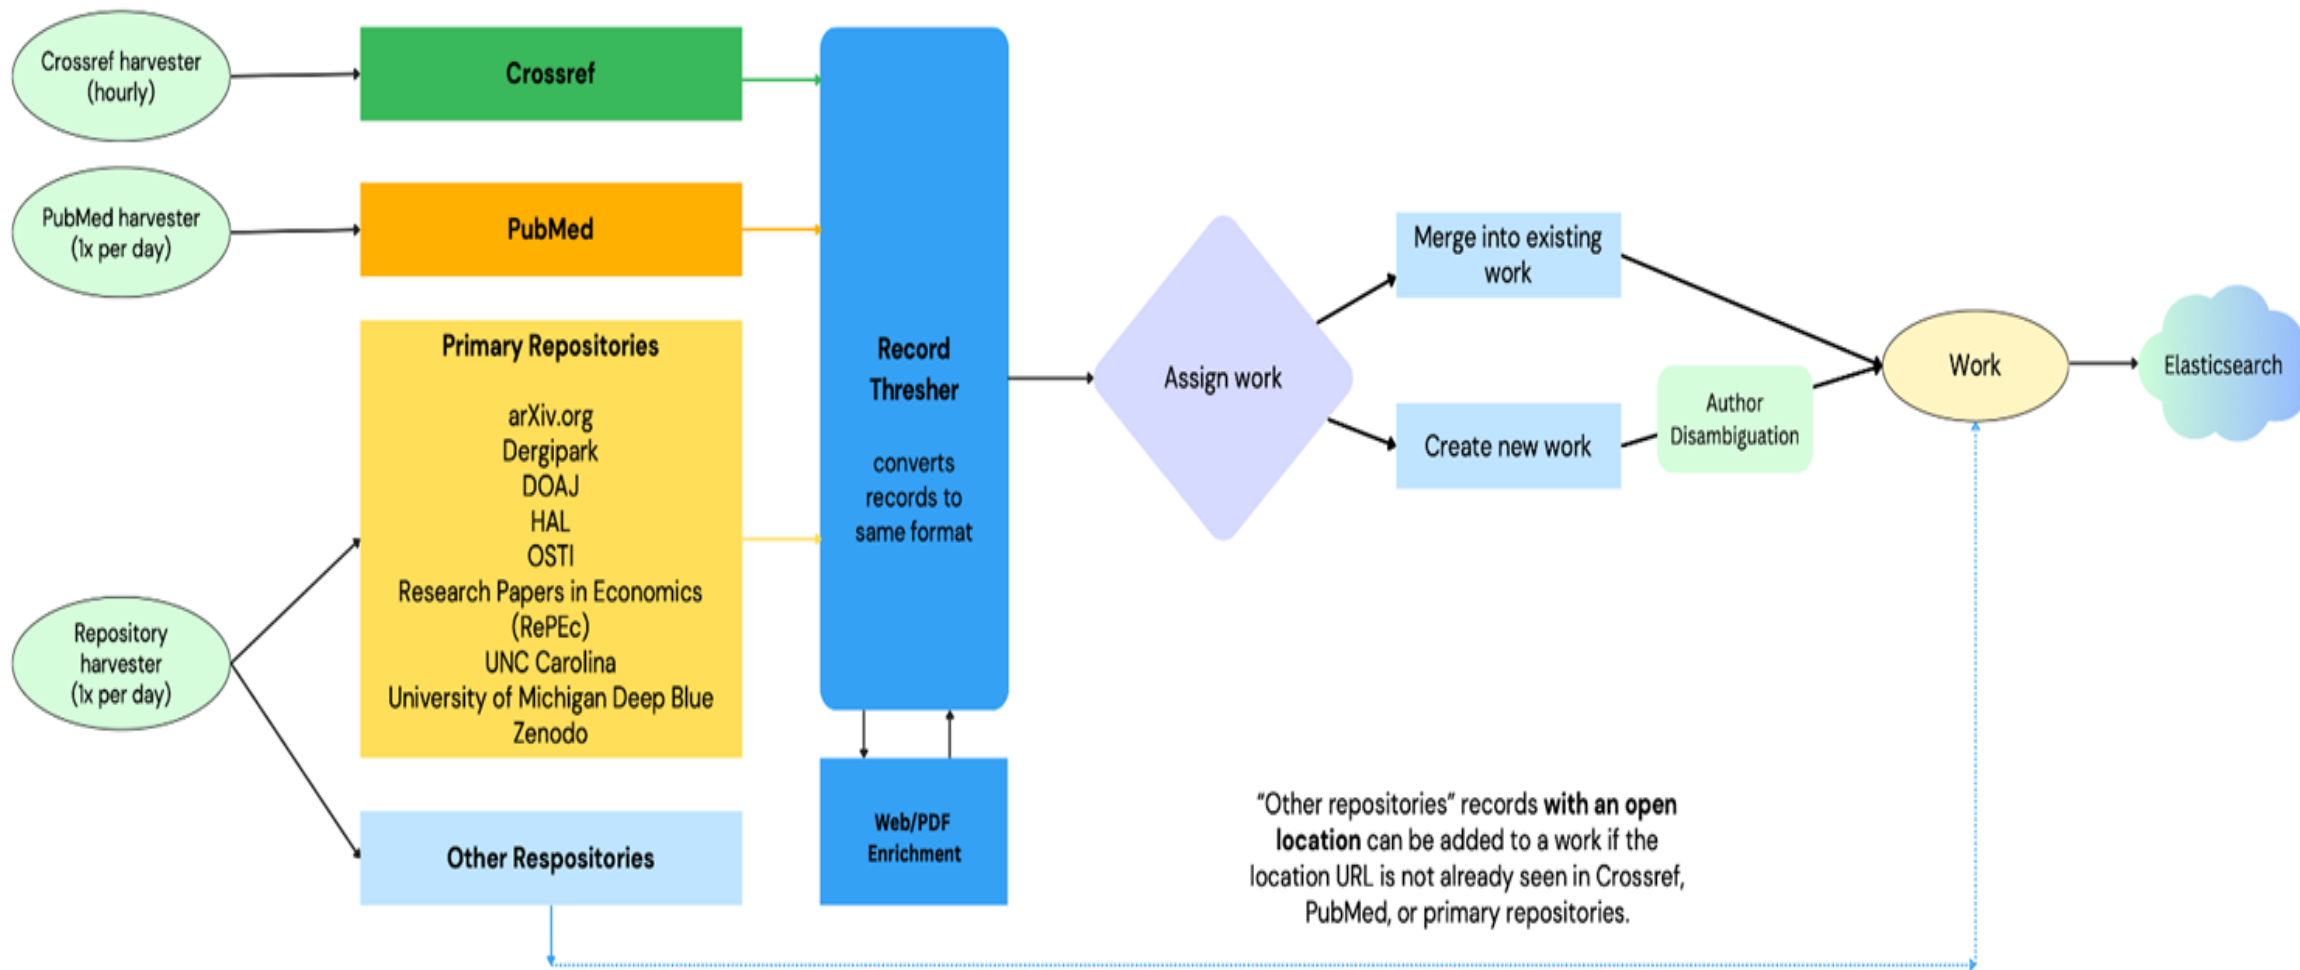 Crossref harvester
(hourly)
Crossref
PubMed harvester
(1x per day)
PubMed
Primary Repositories
arXiv.org
Dergipark
DOAJ
HAL
OSTI
Research Papers in Economics
(RePEc)
UNC Carolina
University of Michigan Deep Blue
Zenodo
Repository
harvester
(1x per day)
Other Respositories
Record
Thresher
converts
records to
same format
Web/PDF
Enrichment
Assign work
Merge into existing
work
Create new work
Author
Disambiguation
Work
Elasticsearch
“Other repositories” records with an open
location can be added to a work if the
location URL is not already seen in Crossref,
PubMed, or primary repositories.